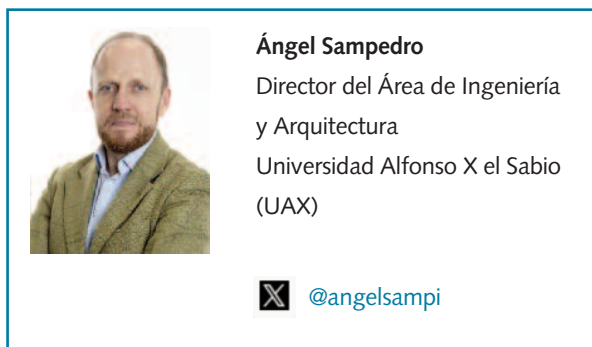 Ángel Sampedro
Director del Área de Ingeniería
y Arquitectura
Universidad Alfonso X el Sabio
(UAX)
@angelsampi